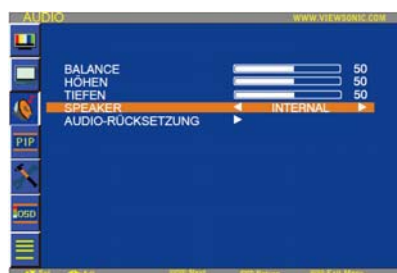 AUDIO
WWW.VIEWSONIC.COM
BALANCE 50
HÖHEN 50
TIEFEN 50
SPEAKER INTERNAL
AUDIO-RÜCKSETZUNG
PIP
OSD